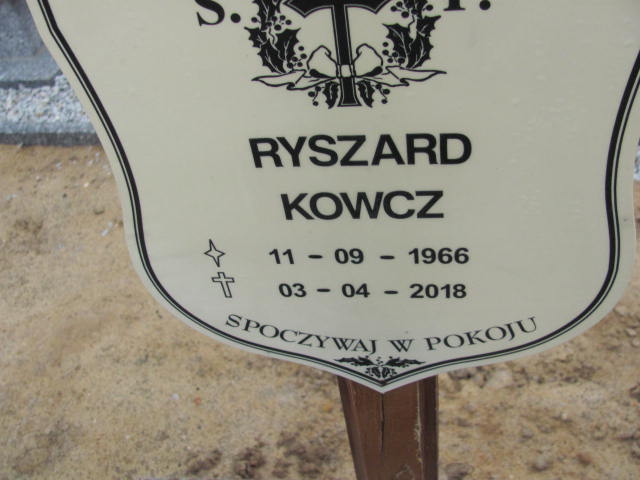 Ś. P.
RYSZARD
KOWCZ
11 - 09 - 1966
03 - 04 - 2018
SPOCZYWAJ W POKOJU